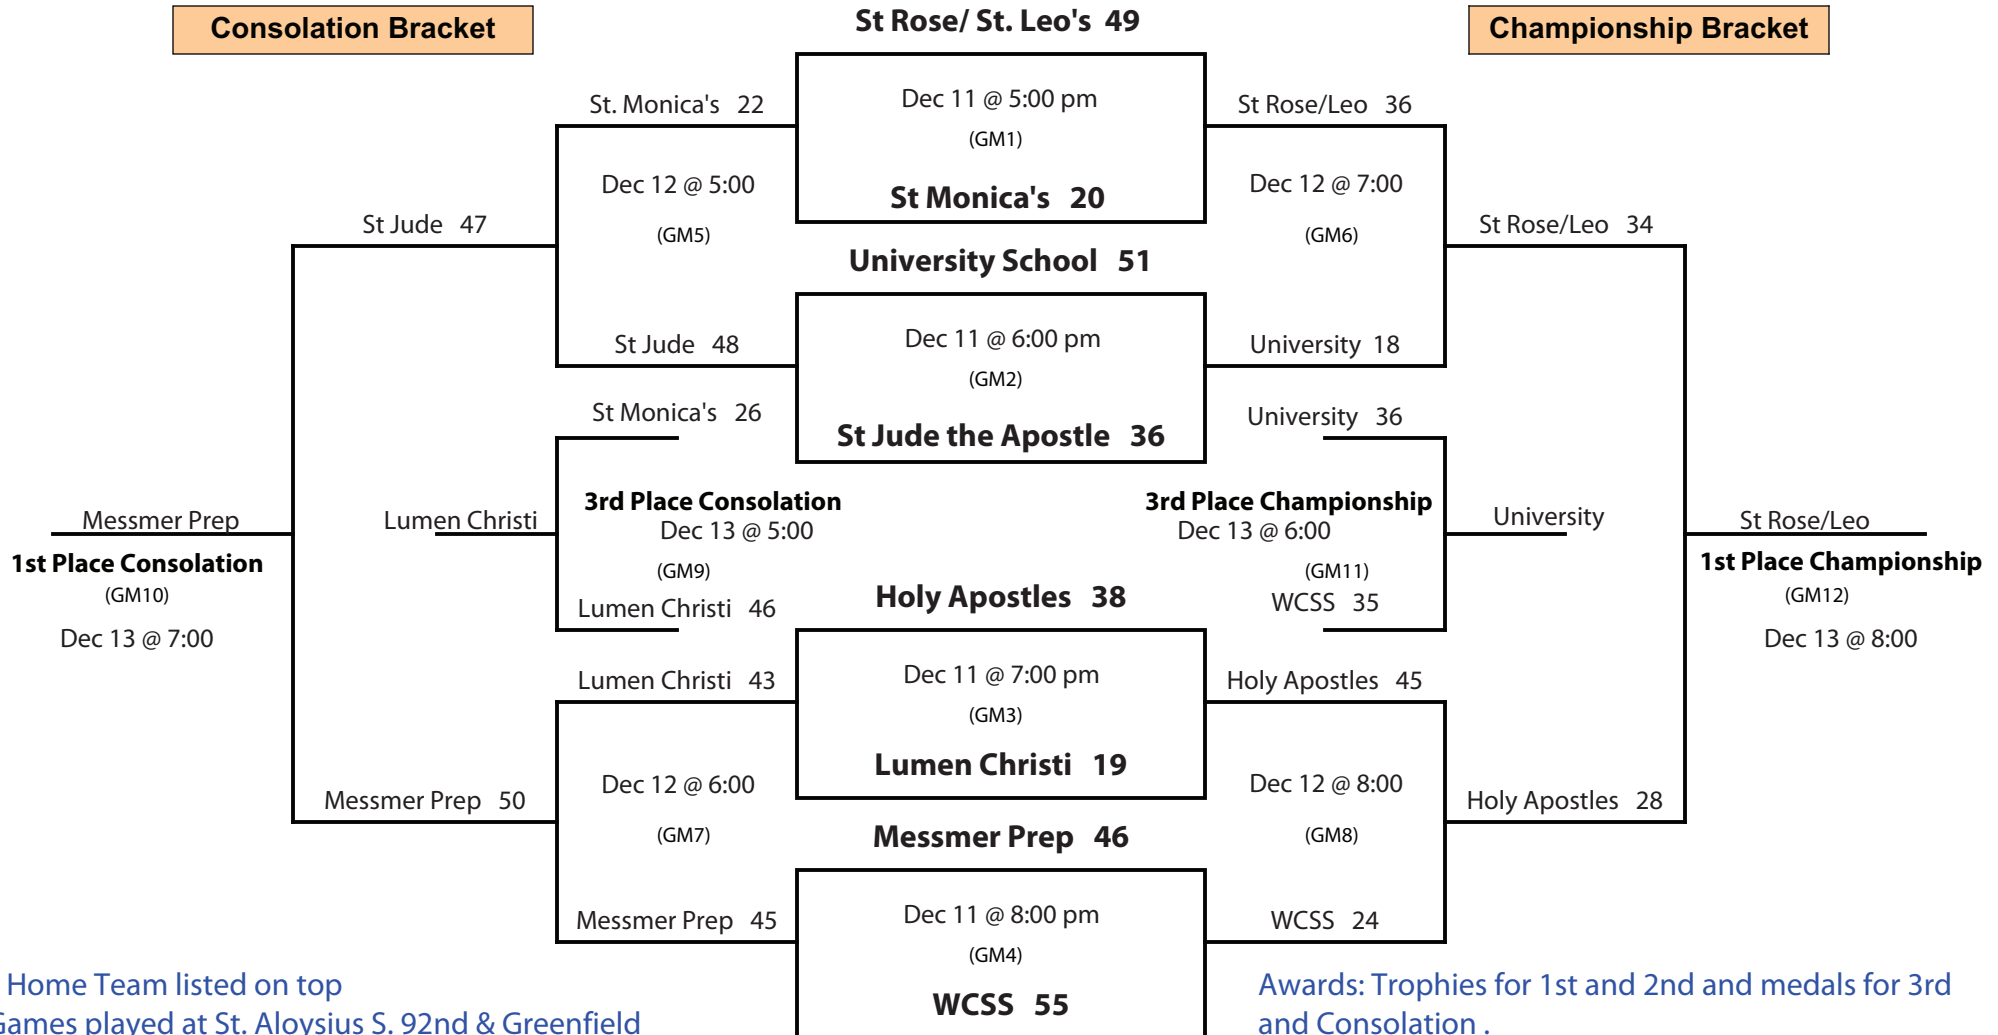 Consolation Bracket
St Rose/ St. Leo's 49
Championship Bracket
St. Monica's 22
Dec 11 @ 5:00 pm
St Rose/Leo 36
(GM1)
Dec 12 @ 5:00
St Monica's 20
Dec 12 @ 7:00
St Jude 47
(GM5)
(GM6)
St Rose/Leo 34
University School 51
St Jude 48
Dec 11 @ 6:00 pm
University 18
(GM2)
St Monica's 26
St Jude the Apostle 36
University 36
3rd Place Consolation
3rd Place Championship
Messmer Prep
Lumen Christi
Dec 13 @ 5:00
Dec 13 @ 6:00
University
St Rose/Leo
1st Place Consolation
(GM9)
(GM11)
1st Place Championship
(GM10)
Lumen Christi 46
Holy Apostles 38
WCSS 35
(GM12)
Dec 13 @ 7:00
Dec 13 @ 8:00
Lumen Christi 43
Dec 11 @ 7:00 pm
Holy Apostles 45
(GM3)
Lumen Christi 19
Messmer Prep 50
Dec 12 @ 6:00
Dec 12 @ 8:00
Holy Apostles 28
(GM7)
Messmer Prep 46
(GM8)
Messmer Prep 45
Dec 11 @ 8:00 pm
WCSS 24
(GM4)
WCSS 55
Home Team listed on top
Games played at St. Aloysius S. 92nd & Greenfield
Awards: Trophies for 1st and 2nd and medals for 3rd
and Consolation .